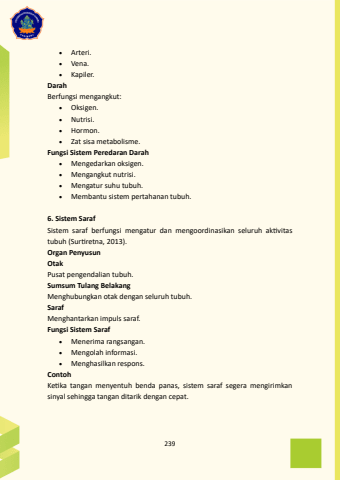 • Arteri.
• Vena.
• Kapiler.
Darah
Berfungsi mengangkut:
• Oksigen.
• Nutrisi.
• Hormon.
• Zat sisa metabolisme.
Fungsi Sistem Peredaran Darah
• Mengedarkan oksigen.
• Mengangkut nutrisi.
• Mengatur suhu tubuh.
• Membantu sistem pertahanan tubuh.
6. Sistem Saraf
Sistem saraf berfungsi mengatur dan mengoordinasikan seluruh aktivitas
tubuh (Surtiretna, 2013).
Organ Penyusun
Otak
Pusat pengendalian tubuh.
Sumsum Tulang Belakang
Menghubungkan otak dengan seluruh tubuh.
Saraf
Menghantarkan impuls saraf.
Fungsi Sistem Saraf
• Menerima rangsangan.
• Mengolah informasi.
• Menghasilkan respons.
Contoh
Ketika tangan menyentuh benda panas, sistem saraf segera mengirimkan
sinyal sehingga tangan ditarik dengan cepat.
239